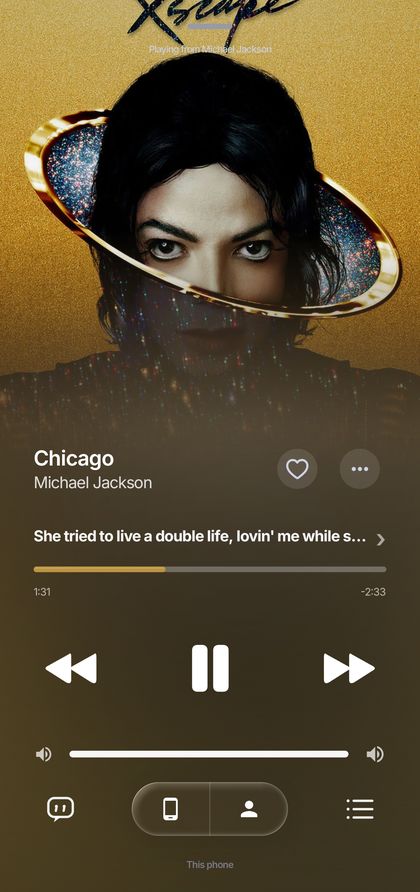 Xscape
Playing from Michael Jackson
Chicago
Michael Jackson
She tried to live a double life, lovin' me while s...
1:31
-2:33
This phone